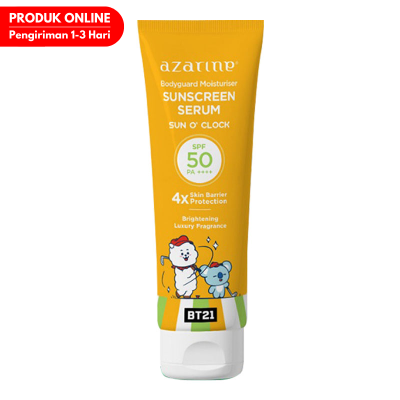 PRODUK ONLINE
Pengiriman 1-3 Hari
azarine
Bodyguard Moisturiser
SUNSCREEN
SERUM
SUN O' CLOCK
SPF
50
PA ++++
4x Skin Barrier
Protection
Brightening
Luxury Fragrance
BT21